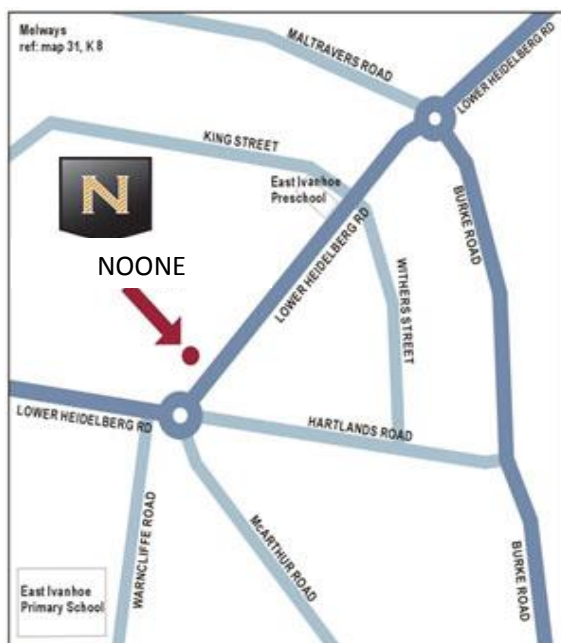 Melways
ref: map 31, K 8
MALTRAVERS ROAD
LOWER HEIDELBERG RD
KING STREET
East Ivanhoe
Preschool
BURKE ROAD
N
NOONE
LOWER HEIDELBERG RD
WITHERS STREET
LOWER HEIDELBERG RD
HARTLANDS ROAD
WARNCLIFFE ROAD
McARTHUR ROAD
BURKE ROAD
East Ivanhoe
Primary School